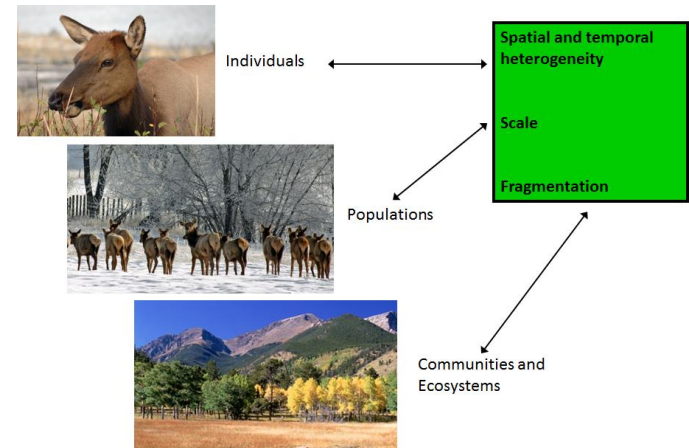 Individuals
Spatial and temporal
heterogeneity
Scale
Populations
Fragmentation
Communities and
Ecosystems